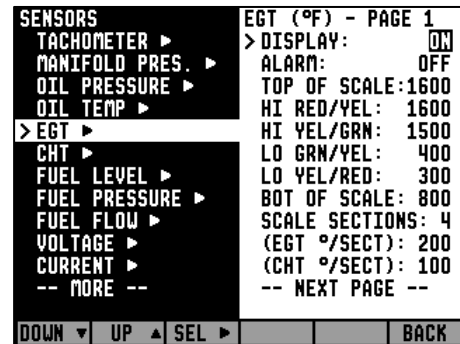 SENSORS
TACHOMETER ▶
MANIFOLD PRES. ▶
OIL PRESSURE ▶
OIL TEMP ▶
>EGT ▶
CHT ▶
FUEL LEVEL ▶
FUEL PRESSURE ▶
FUEL FLOW ▶
VOLTAGE ▶
CURRENT ▶
-- MORE --
EGT (°F) - PAGE 1
>DISPLAY: ON
ALARM: OFF
TOP OF SCALE:1600
HI RED/YEL: 1600
HI YEL/GRN: 1500
LO GRN/YEL: 400
LO YEL/RED: 300
BOT OF SCALE: 800
SCALE SECTIONS: 4
(EGT °/SECT): 200
(CHT °/SECT): 100
-- NEXT PAGE --
DOWN ▼ UP ▲ SEL ▶ BACK